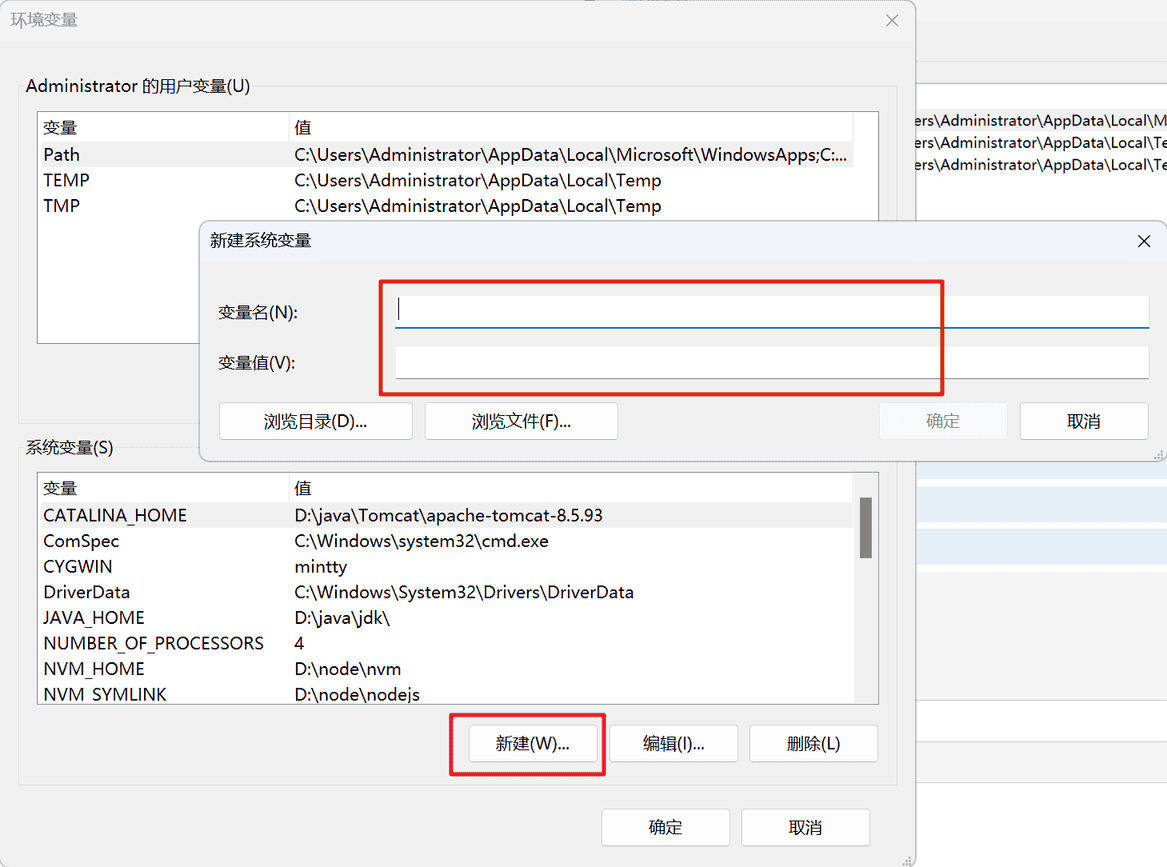 环境变量
Administrator 的用户变量(U)
变量 值
Path C:\Users\Administrator\AppData\Local\Microsoft\WindowsApps;C:...
TEMP C:\Users\Administrator\AppData\Local\Temp
TMP C:\Users\Administrator\AppData\Local\Temp
ers\Administrator\AppData\Local\M
ers\Administrator\AppData\Local\Te
ers\Administrator\AppData\Local\Te
新建系统变量
变量名(N):
变量值(V):
浏览目录(D)... 浏览文件(F)... 确定 取消
系统变量(S)
变量 值
CATALINA_HOME D:\java\Tomcat\apache-tomcat-8.5.93
ComSpec C:\Windows\system32\cmd.exe
CYGWIN mintty
DriverData C:\Windows\System32\Drivers\DriverData
JAVA_HOME D:\java\jdk\
NUMBER_OF_PROCESSORS 4
NVM_HOME D:\node\nvm
NVM_SYMLINK D:\node\nodejs
新建(W)... 编辑(I)... 删除(L)
确定 取消